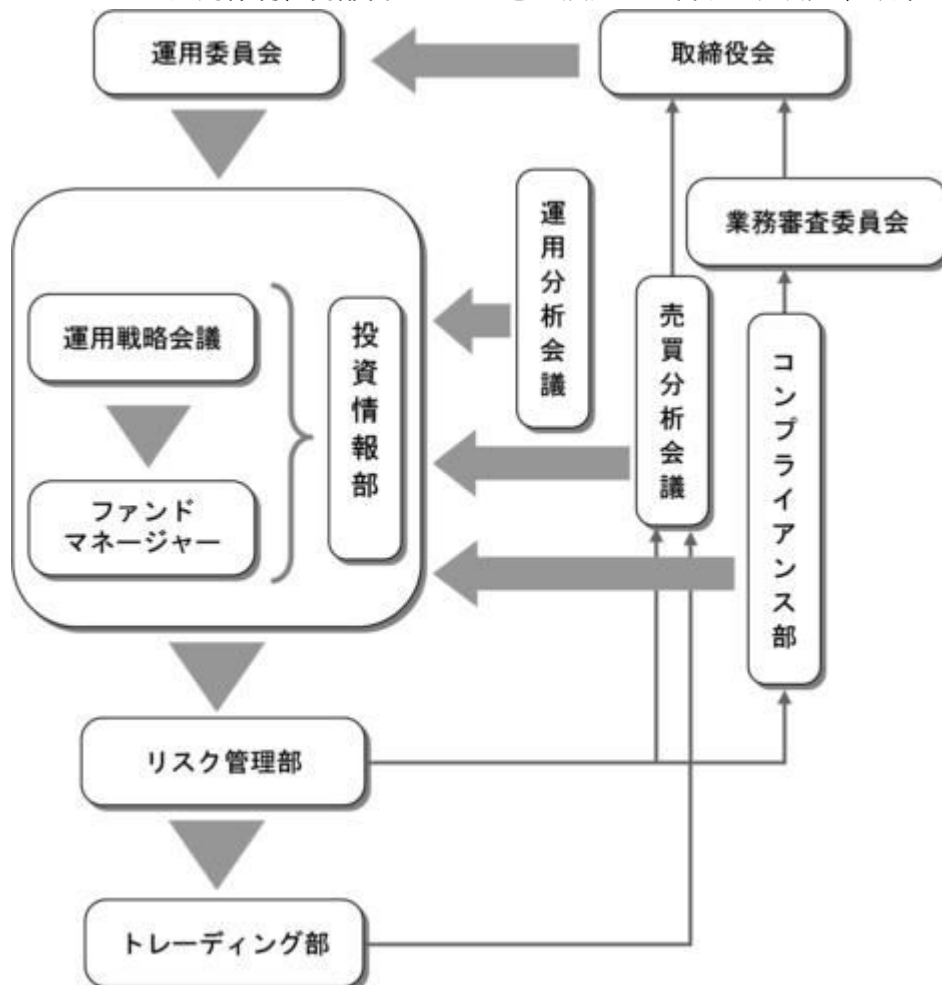 運用委員会
取締役会
業務審査委員会
運用分析会議
売買分析会議
コンプライアンス部
運用戦略会議
投資情報部
ファンド
マネージャー
リスク管理部
トレーディング部